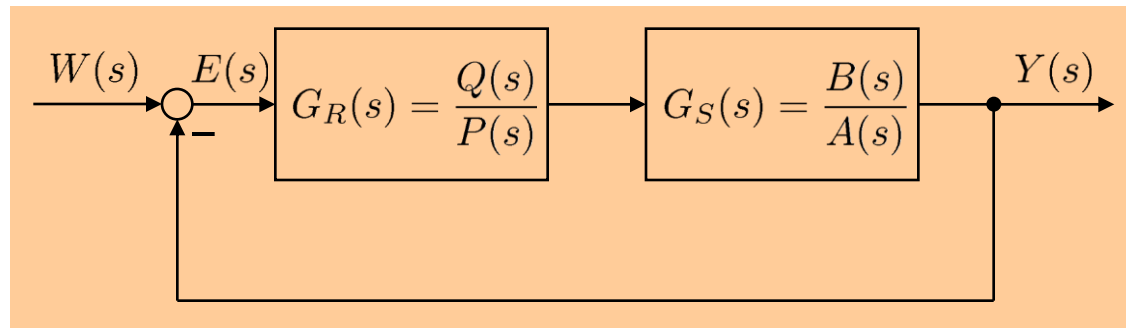 W(s)
E(s)
G_R(s) = Q(s)/P(s)
G_S(s) = B(s)/A(s)
Y(s)
−